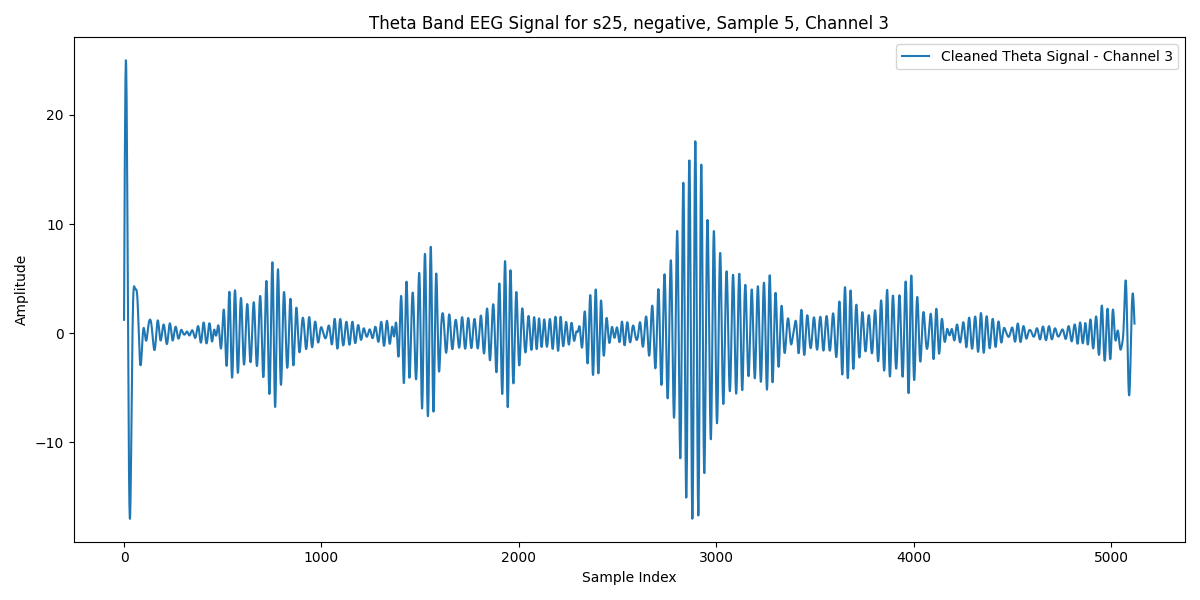 Theta Band EEG Signal for s25, negative, Sample 5, Channel 3
Cleaned Theta Signal - Channel 3
Amplitude
20
10
0
−10
0 1000 2000 3000 4000 5000
Sample Index